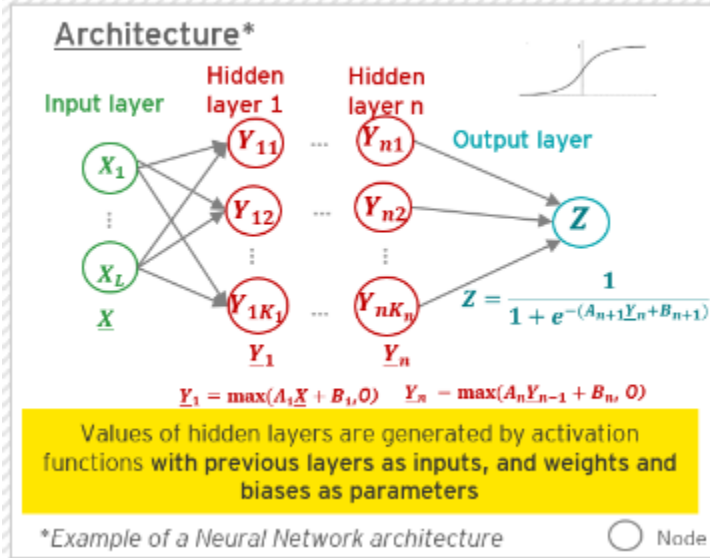 Architecture*
Input layer
Hidden
layer 1
Hidden
layer n
Output layer
X₁
⋮
X_L
X
Y₁₁
...
Y₁₂
...
⋮
Y₁K₁
...
Y₁
Yₙ₁
Yₙ₂
⋮
YₙKₙ
Yₙ
Z
Z = 1 / (1 + e^−(Aₙ₊₁Yₙ+Bₙ₊₁))
Y₁ = max(A₁X + B₁,0) Yₙ − max(AₙYₙ₋₁ + Bₙ, 0)
Values of hidden layers are generated by activation
functions with previous layers as inputs, and weights and
biases as parameters
*Example of a Neural Network architecture
Node